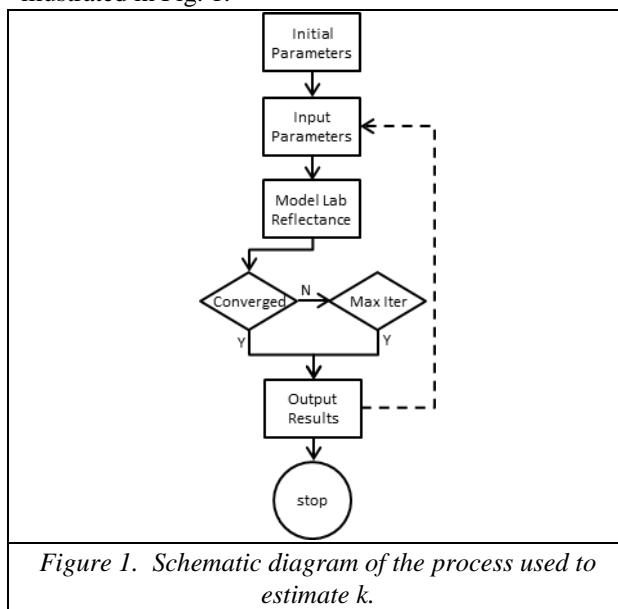 illustrated in Fig. 1.
Initial
Parameters
Input
Parameters
Model Lab
Reflectance
Converged
N
Max Iter
Y
Y
Output
Results
stop
Figure 1. Schematic diagram of the process used to
estimate k.